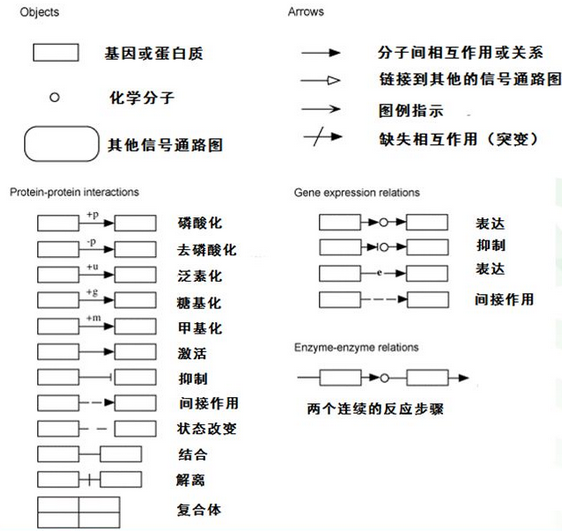 Objects
基因或蛋白质
化学分子
其他信号通路图
Arrows
分子间相互作用或关系
链接到其他的信号通路图
图例指示
缺失相互作用（突变）
Protein-protein interactions
+p 磷酸化
-p 去磷酸化
+u 泛素化
+g 糖基化
+m 甲基化
激活
抑制
间接作用
状态改变
结合
解离
复合体
Gene expression relations
表达
抑制
e 表达
间接作用
Enzyme-enzyme relations
两个连续的反应步骤